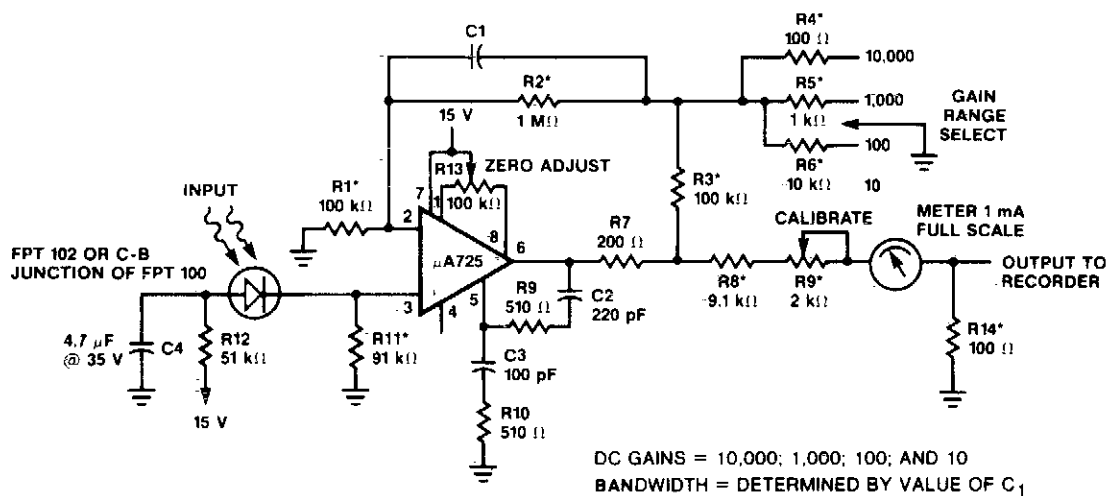 C1
R2*
1 MΩ
R4*
100 Ω
10,000
R5*
1 kΩ
1,000
R6*
10 kΩ
100
10
GAIN
RANGE
SELECT
15 V
R13
100 kΩ
ZERO ADJUST
INPUT
R1*
100 kΩ
7
1
2
8
6
μA725
3
4
5
FPT 102 OR C-B
JUNCTION OF FPT 100
4.7 μF
@ 35 V
C4
R12
51 kΩ
15 V
R11*
91 kΩ
R9
510 Ω
C2
220 pF
C3
100 pF
R10
510 Ω
R7
200 Ω
R3*
100 kΩ
R8*
9.1 kΩ
CALIBRATE
R9*
2 kΩ
METER 1 mA
FULL SCALE
OUTPUT TO
RECORDER
R14*
100 Ω
DC GAINS = 10,000; 1,000; 100; AND 10
BANDWIDTH = DETERMINED BY VALUE OF C1